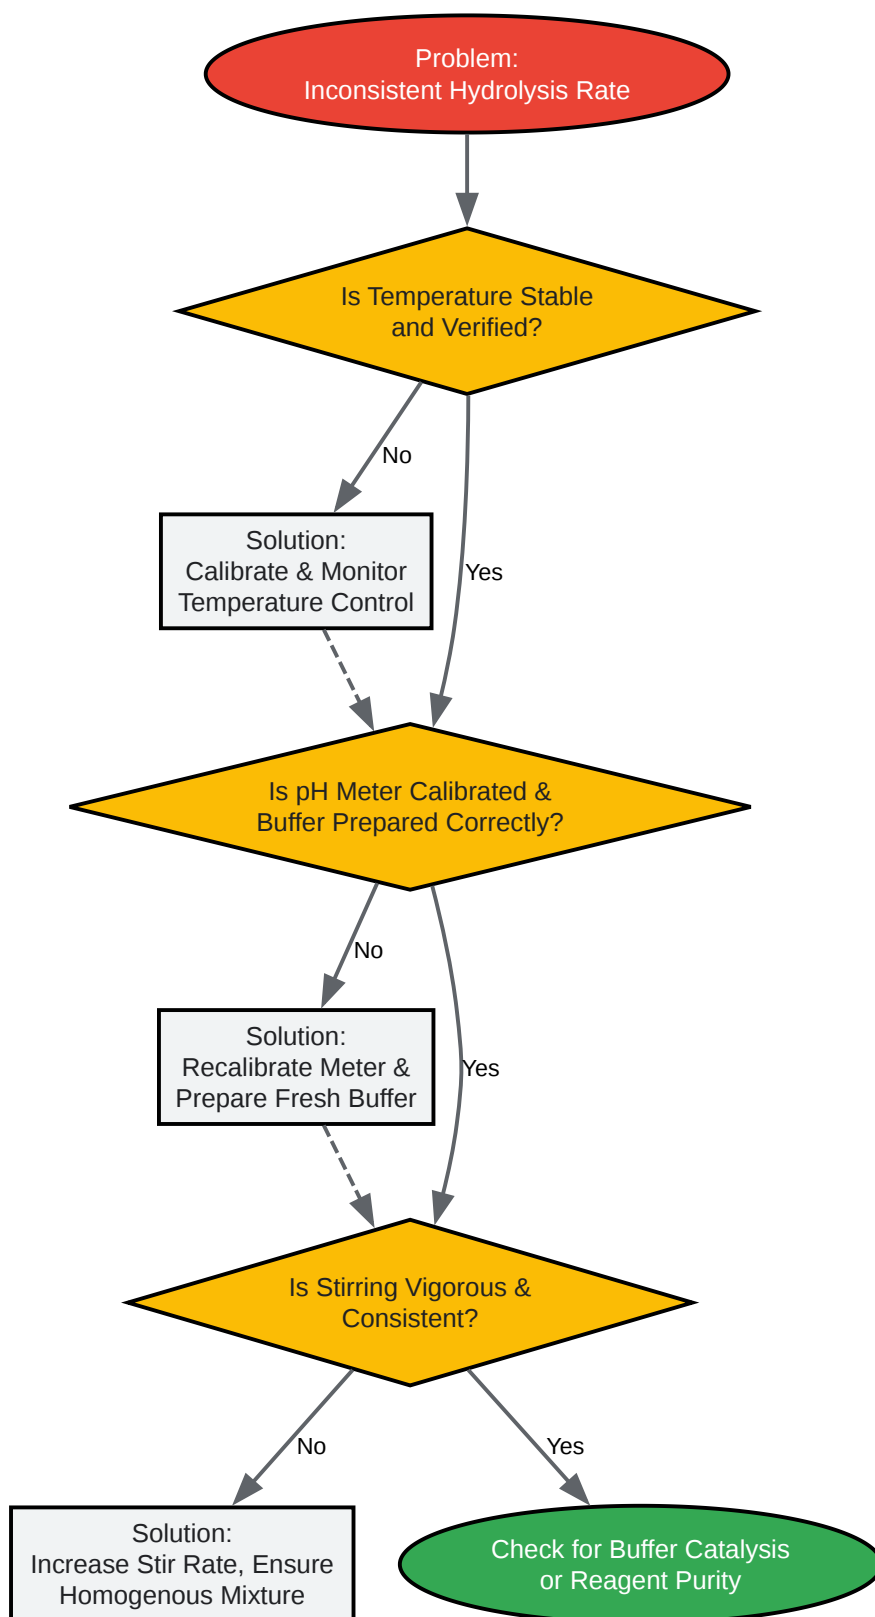 Problem:
Inconsistent Hydrolysis Rate
Is Temperature Stable
and Verified?
No
Solution:
Calibrate & Monitor
Temperature Control
Yes
Is pH Meter Calibrated &
Buffer Prepared Correctly?
No
Solution:
Recalibrate Meter &
Prepare Fresh Buffer
Yes
Is Stirring Vigorous &
Consistent?
No
Yes
Solution:
Increase Stir Rate, Ensure
Homogenous Mixture
Check for Buffer Catalysis
or Reagent Purity